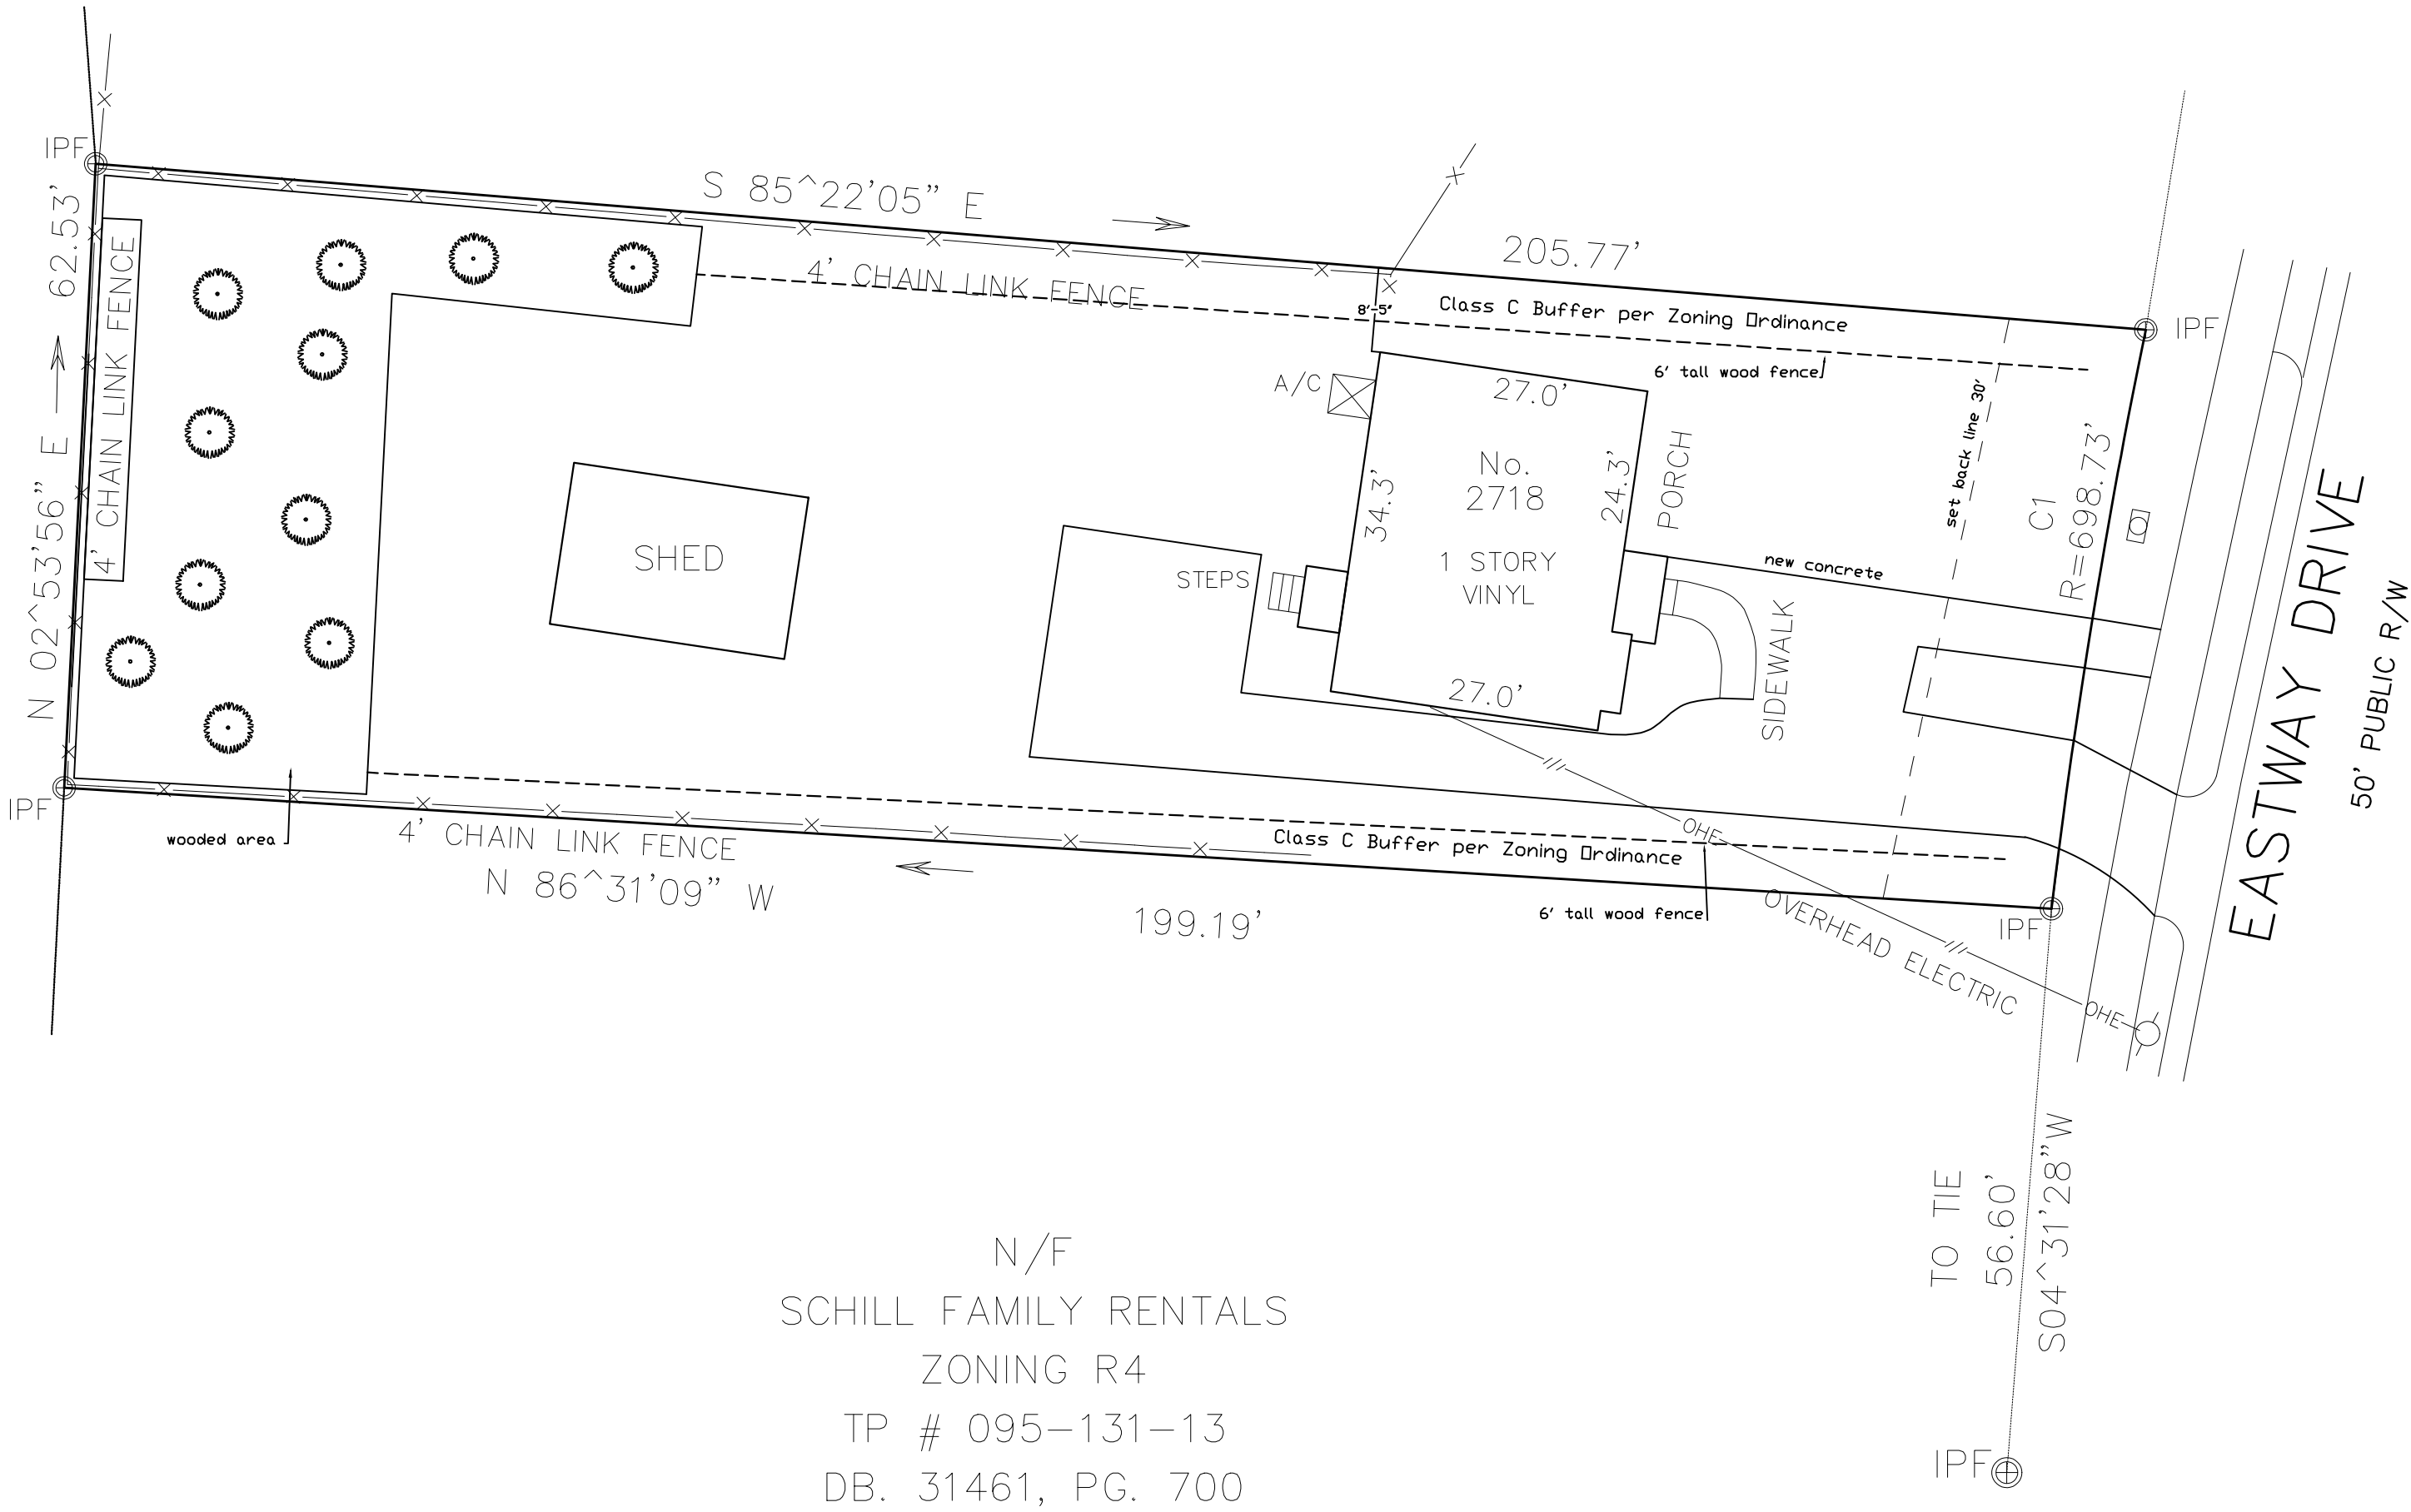 IPF
62.53'
N 02^53'56" E
4' CHAIN LINK FENCE
S 85^22'05" E
205.77'
4' CHAIN LINK FENCE
8'-5"
Class C Buffer per Zoning Ordinance
IPF
6' tall wood fence
A/C
27.0'
No.
2718
1 STORY
VINYL
34.3'
24.3'
PORCH
set back line 30'
C1
R=698.73'
EASTWAY DRIVE
50' PUBLIC R/W
SHED
STEPS
new concrete
SIDEWALK
27.0'
IPF
wooded area
4' CHAIN LINK FENCE
N 86^31'09" W
199.19'
Class C Buffer per Zoning Ordinance
6' tall wood fence
OHE
OVERHEAD ELECTRIC
OHE
IPF
TO TIE
56.60'
S04^31'28"W
IPF
N/F
SCHILL FAMILY RENTALS
ZONING R4
TP # 095-131-13
DB. 31461, PG. 700